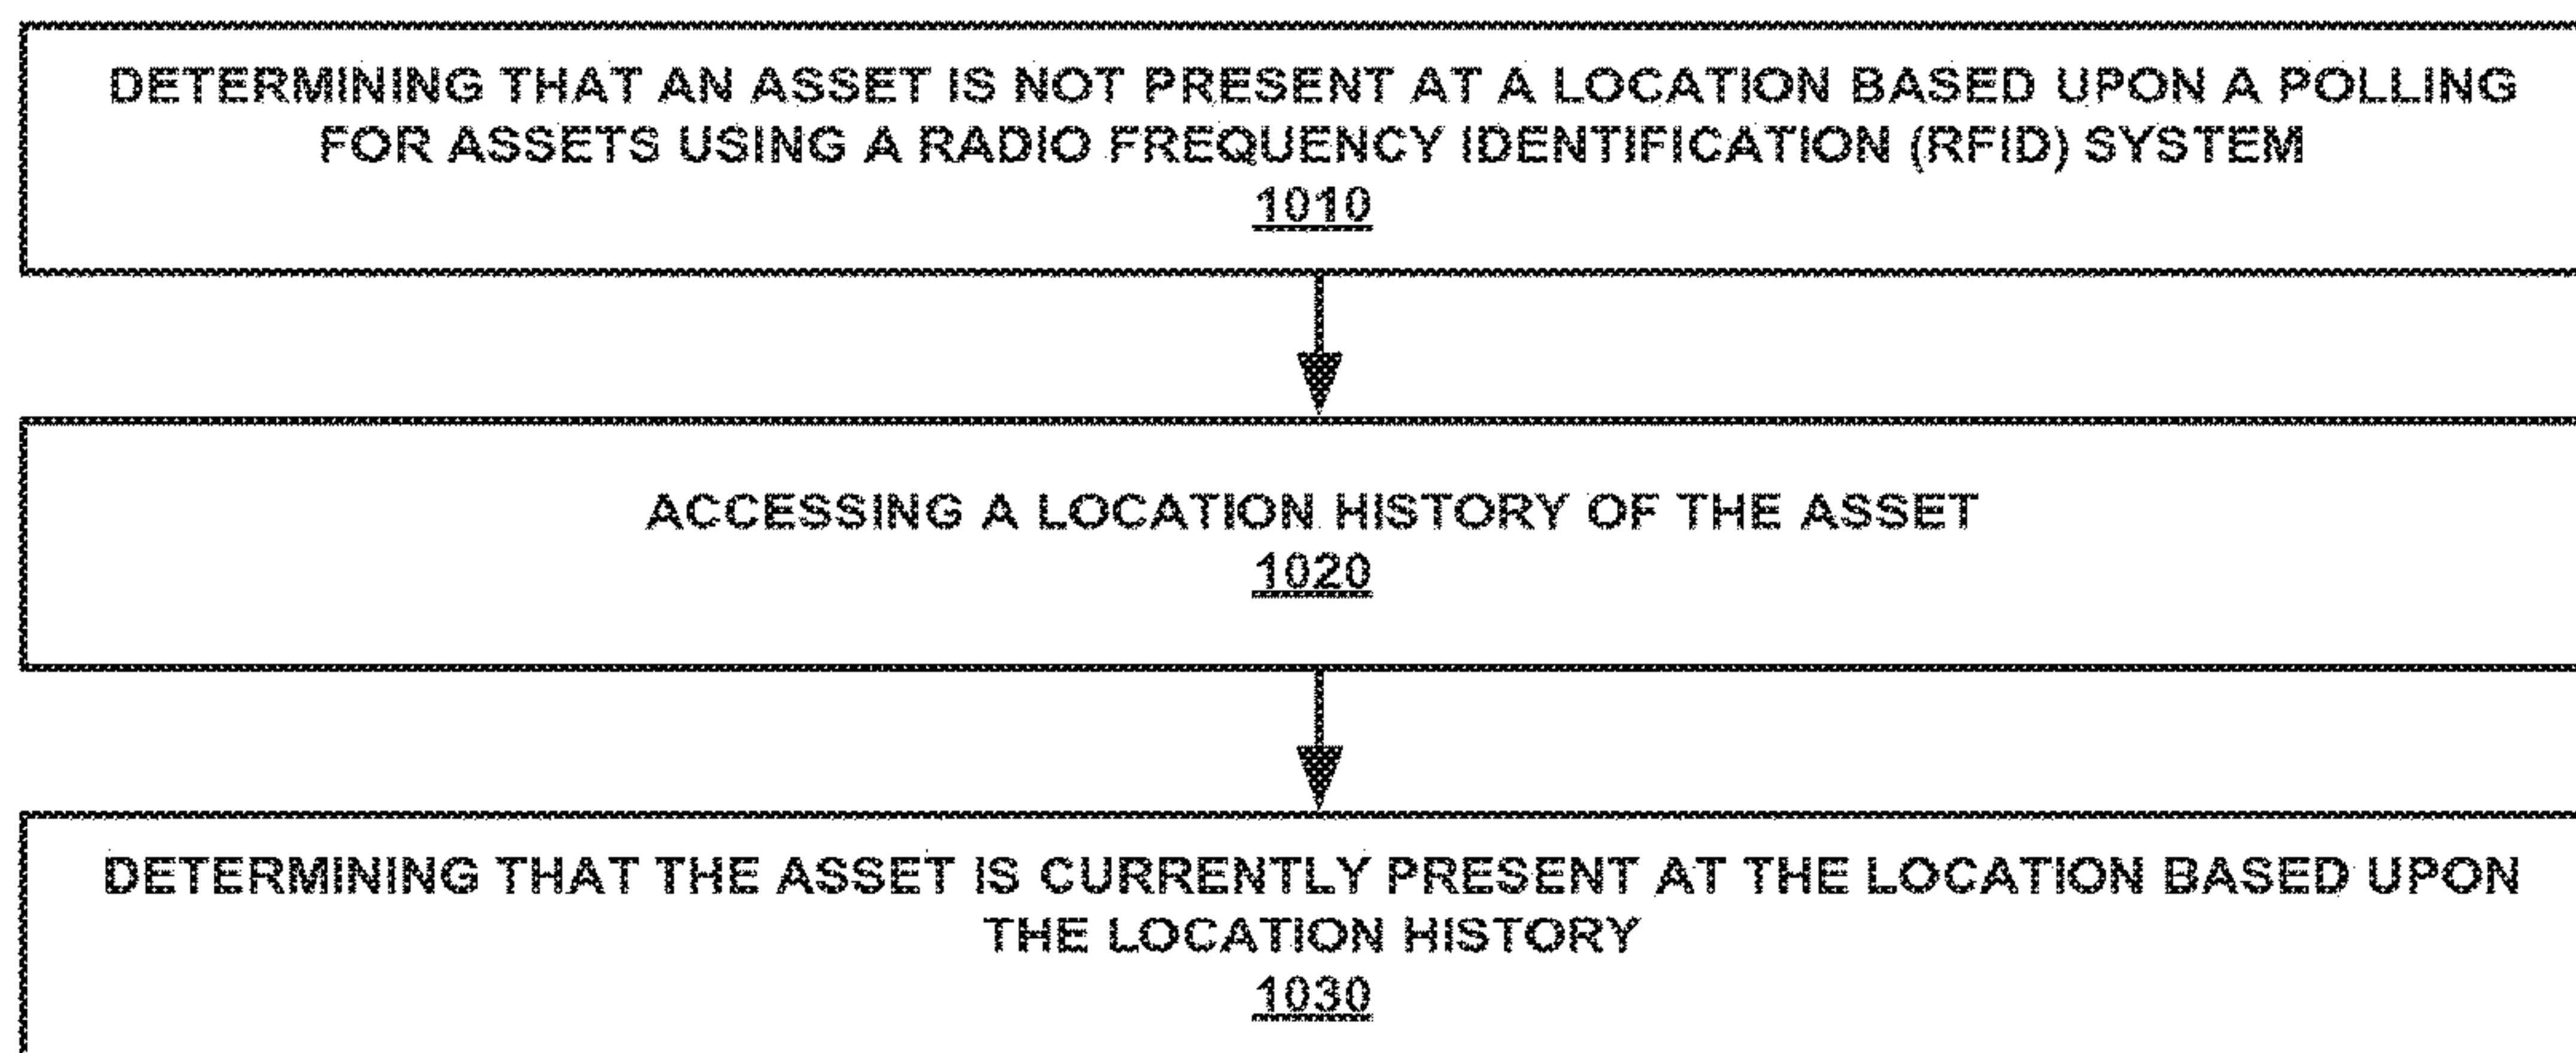 DETERMINING THAT AN ASSET IS NOT PRESENT AT A LOCATION BASED UPON A POLLING
FOR ASSETS USING A RADIO FREQUENCY IDENTIFICATION (RFID) SYSTEM
1010
ACCESSING A LOCATION HISTORY OF THE ASSET
1020
DETERMINING THAT THE ASSET IS CURRENTLY PRESENT AT THE LOCATION BASED UPON
THE LOCATION HISTORY
1030